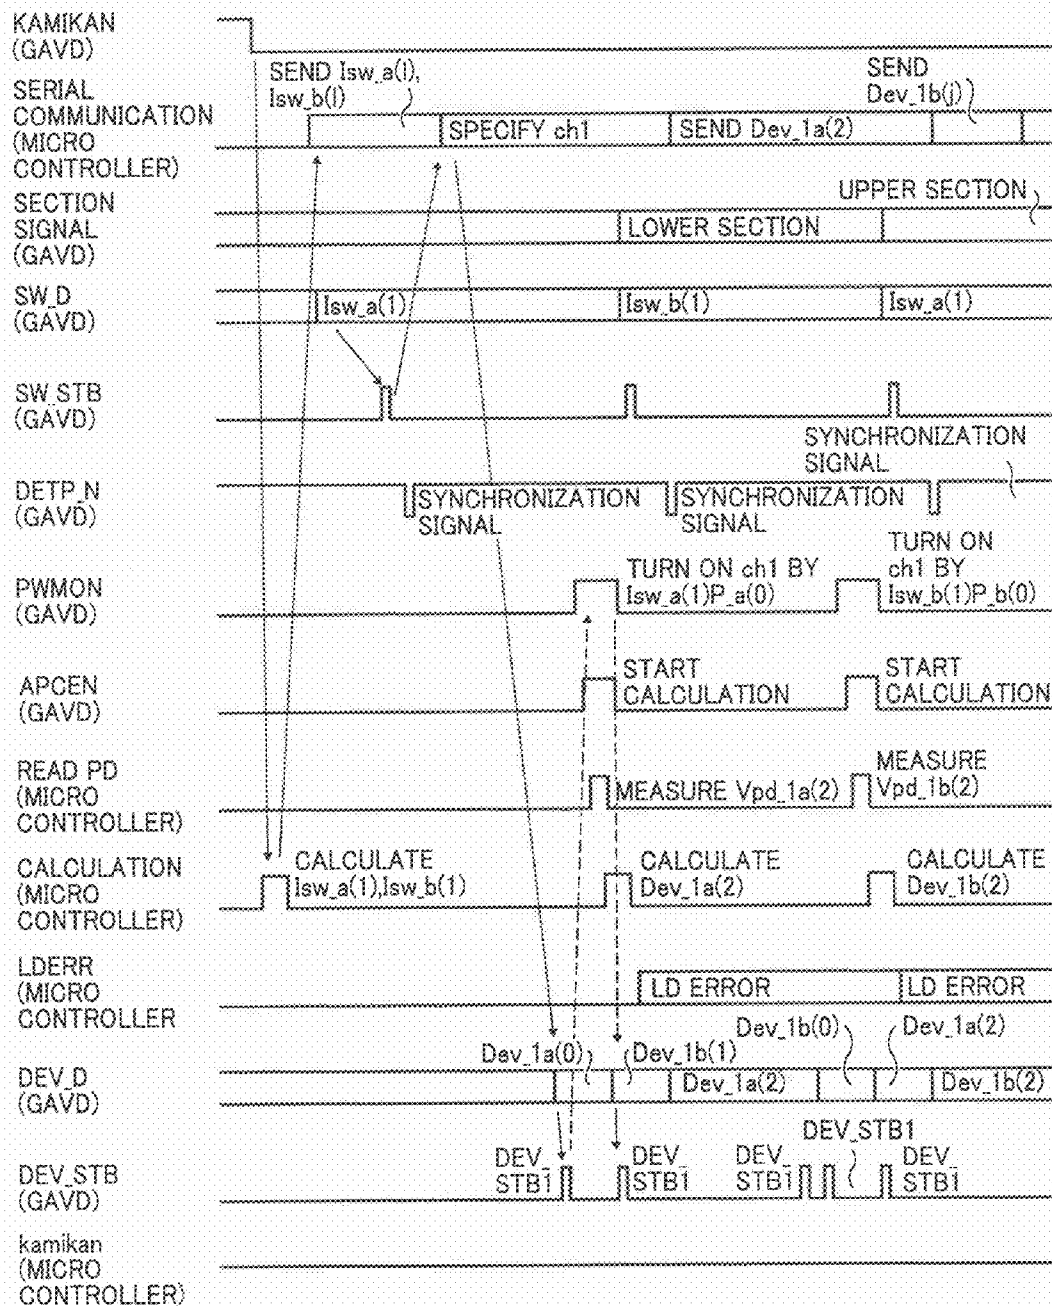 KAMIKAN
(GAVD)
SEND Isw_a(l),
Isw_b(l)
SEND
Dev_1b(j)
SERIAL
COMMUNICATION
(MICRO
CONTROLLER)
SPECIFY ch1
SEND Dev_1a(2)
UPPER SECTION
SECTION
SIGNAL
(GAVD)
LOWER SECTION
SW_D
(GAVD)
Isw_a(1)
Isw_b(1)
Isw_a(1)
SW_STB
(GAVD)
SYNCHRONIZATION
SIGNAL
DETP_N
(GAVD)
SYNCHRONIZATION
SIGNAL
SYNCHRONIZATION
SIGNAL
PWMON
(GAVD)
TURN ON ch1 BY
Isw_a(1)P_a(0)
TURN ON
ch1 BY
Isw_b(1)P_b(0)
APCEN
(GAVD)
START
CALCULATION
START
CALCULATION
READ PD
(MICRO
CONTROLLER)
MEASURE Vpd_1a(2)
MEASURE
Vpd_1b(2)
CALCULATION
(MICRO
CONTROLLER)
CALCULATE
Isw_a(1),Isw_b(1)
CALCULATE
Dev_1a(2)
CALCULATE
Dev_1b(2)
LDERR
(MICRO
CONTROLLER
LD ERROR
LD ERROR
Dev_1a(0)
Dev_1b(1)
Dev_1b(0)
Dev_1a(2)
DEV_D
(GAVD)
Dev_1a(2)
Dev_1b(2)
DEV_STB1
DEV_STB
(GAVD)
DEV_
STB1
DEV_
STB1
DEV_
STB1
DEV_
STB1
kamikan
(MICRO
CONTROLLER)